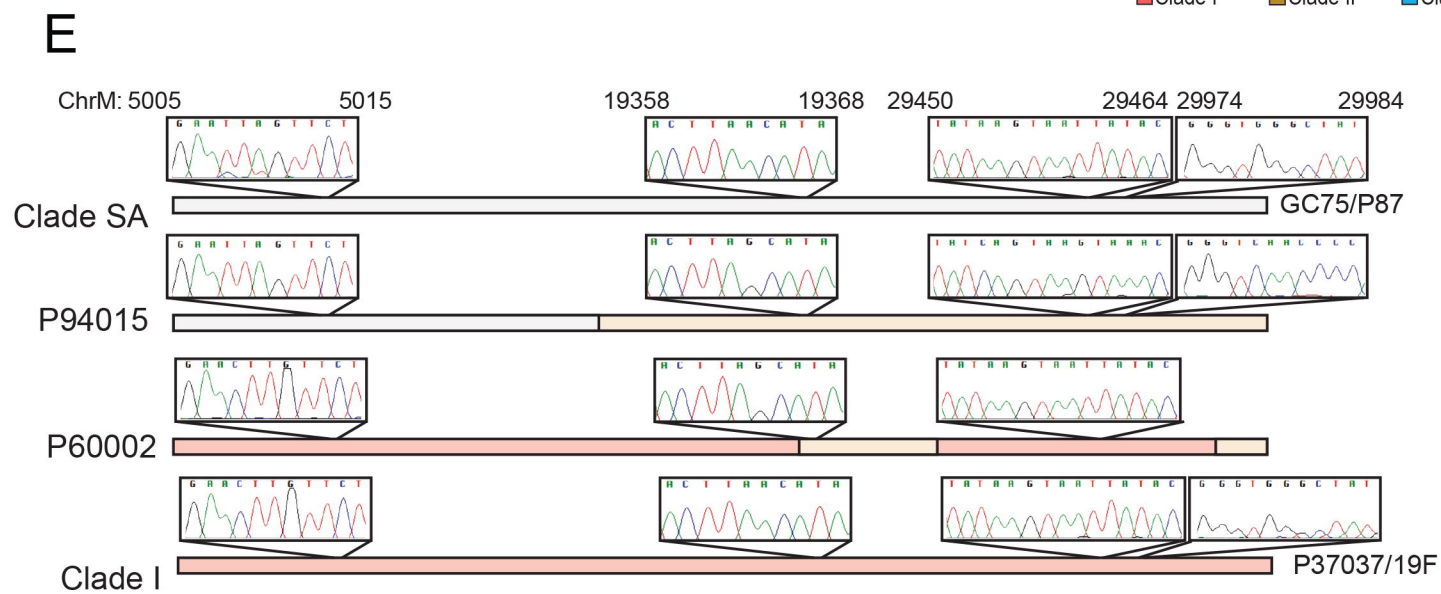 Clade I Clade II
E
ChrM: 5005 5015 19358 19368 29450 29464 29974 29984
G A A T T A G T T C T A C T T A A C A T A T A T A A G T A A T T A T A C G G G T G G G C T A T
Clade SA GC75/P87
G A A T T A G T T C T A C T T A G C A T A T A T C A G T A A G T A A A C G G G T C A A C C C C
P94015
G A A C T T G T T C T A C T T A G C A T A T A T A A G T A A T T A T A C
P60002
G A A C T T G T T C T A C T T A A C A T A T A T A A G T A A T T A T A C G G G T G G G C T A T
Clade I P37037/19F